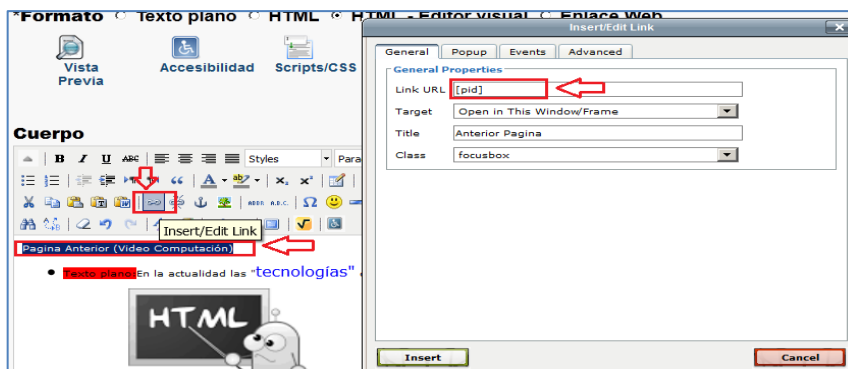 *Formato Texto plano HTML HTML - Editor visual Enlace Web
Vista Previa
Accesibilidad
Scripts/CSS
Cuerpo
B I U ABC Styles Para
Insert/Edit Link
Pagina Anterior (Video Computación)
Texto plano:En la actualidad las "tecnologías"
HTML
Insert/Edit Link
General Popup Events Advanced
General Properties
Link URL [pid]
Target Open in This Window/Frame
Title Anterior Pagina
Class focusbox
Insert Cancel